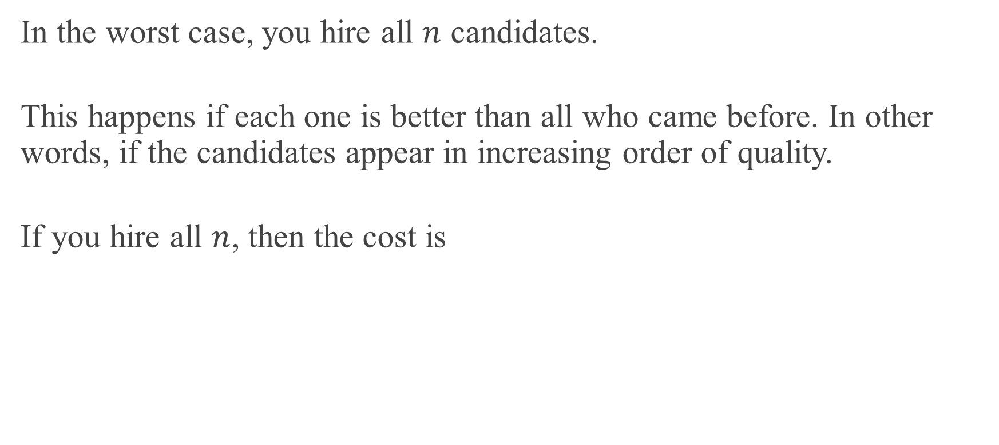 In the worst case, you hire all n candidates.
This happens if each one is better than all who came before. In other
words, if the candidates appear in increasing order of quality.
If you hire all n, then the cost is